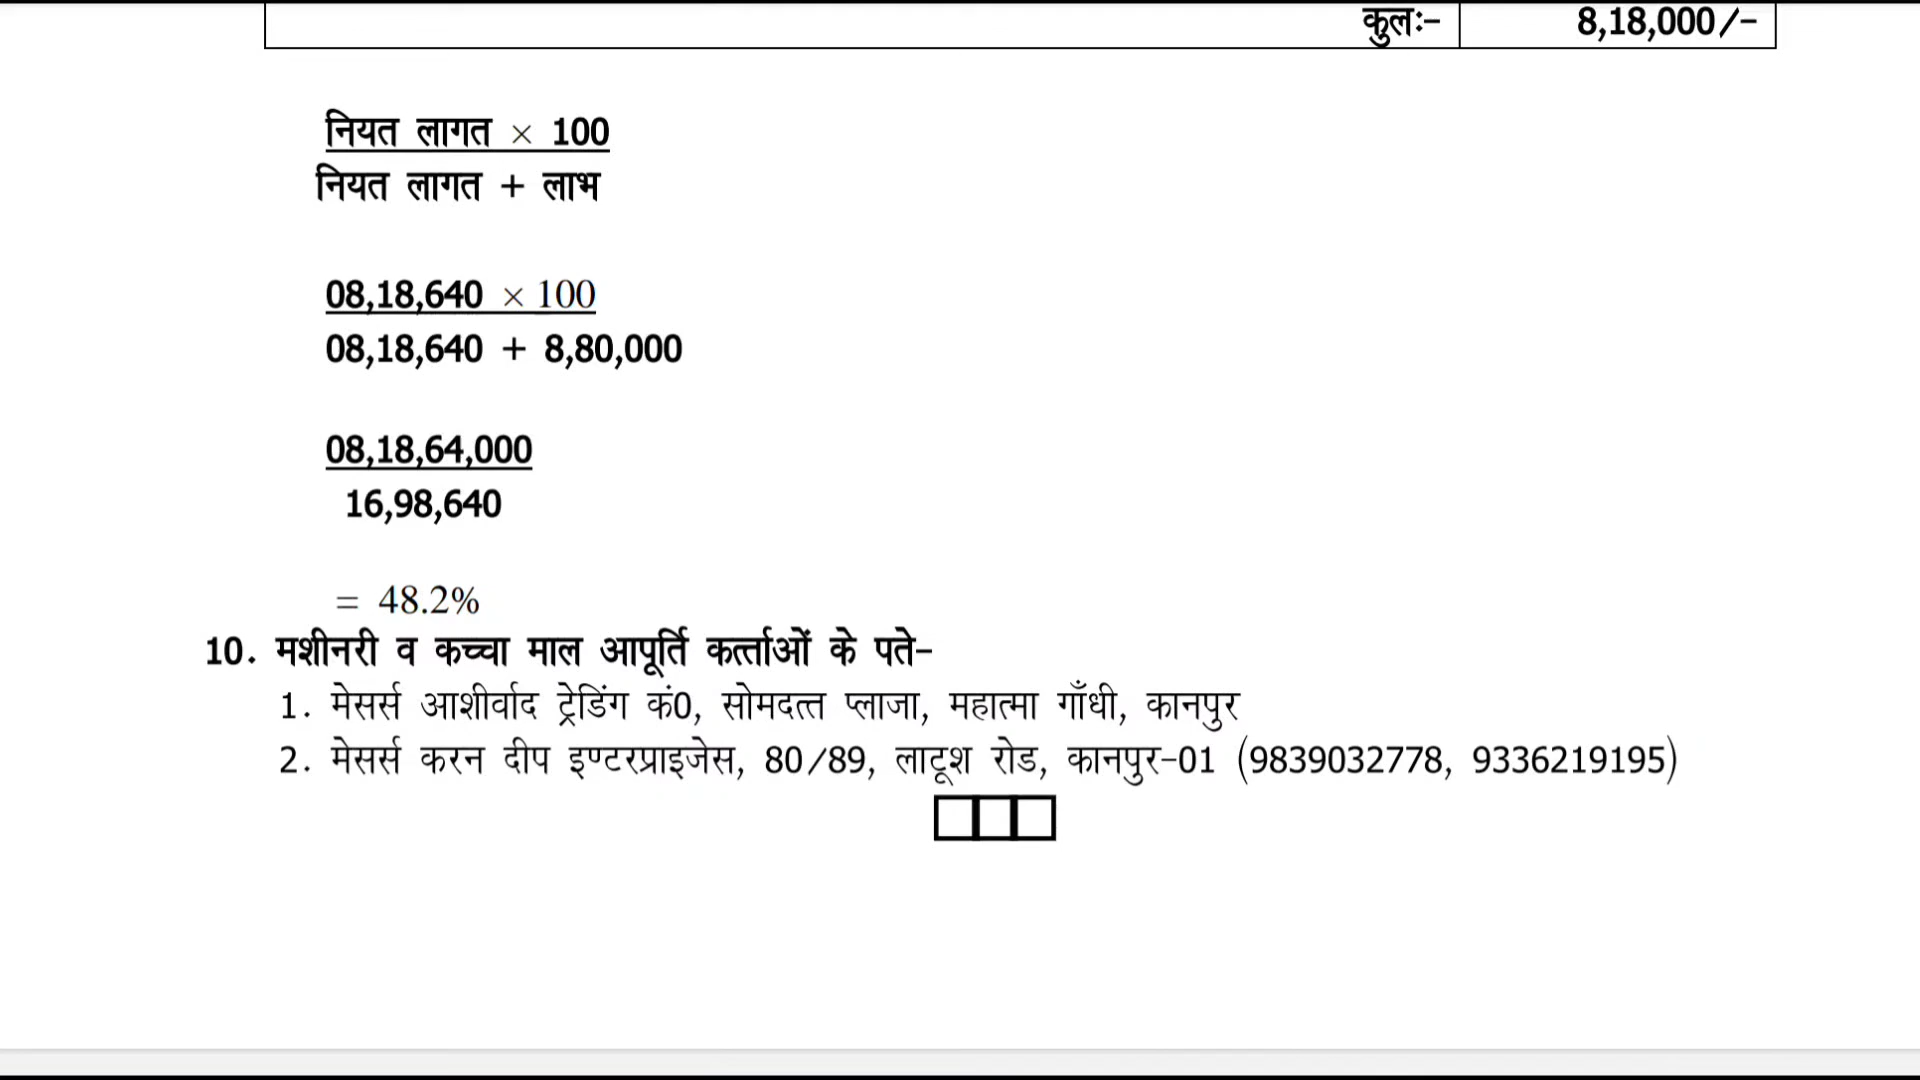 कुलः- 8,18,000/-
नियत लागत × 100
नियत लागत + लाभ
08,18,640 × 100
08,18,640 + 8,80,000
08,18,64,000
16,98,640
= 48.2%
10. मशीनरी व कच्चा माल आपूर्ति कर्त्ताओं के पते-
1. मेसर्स आशीर्वाद ट्रेडिंग कं0, सोमदत्त प्लाजा, महात्मा गाँधी, कानपुर
2. मेसर्स करन दीप इण्टरप्राइजेस, 80/89, लाटूश रोड, कानपुर-01 (9839032778, 9336219195)